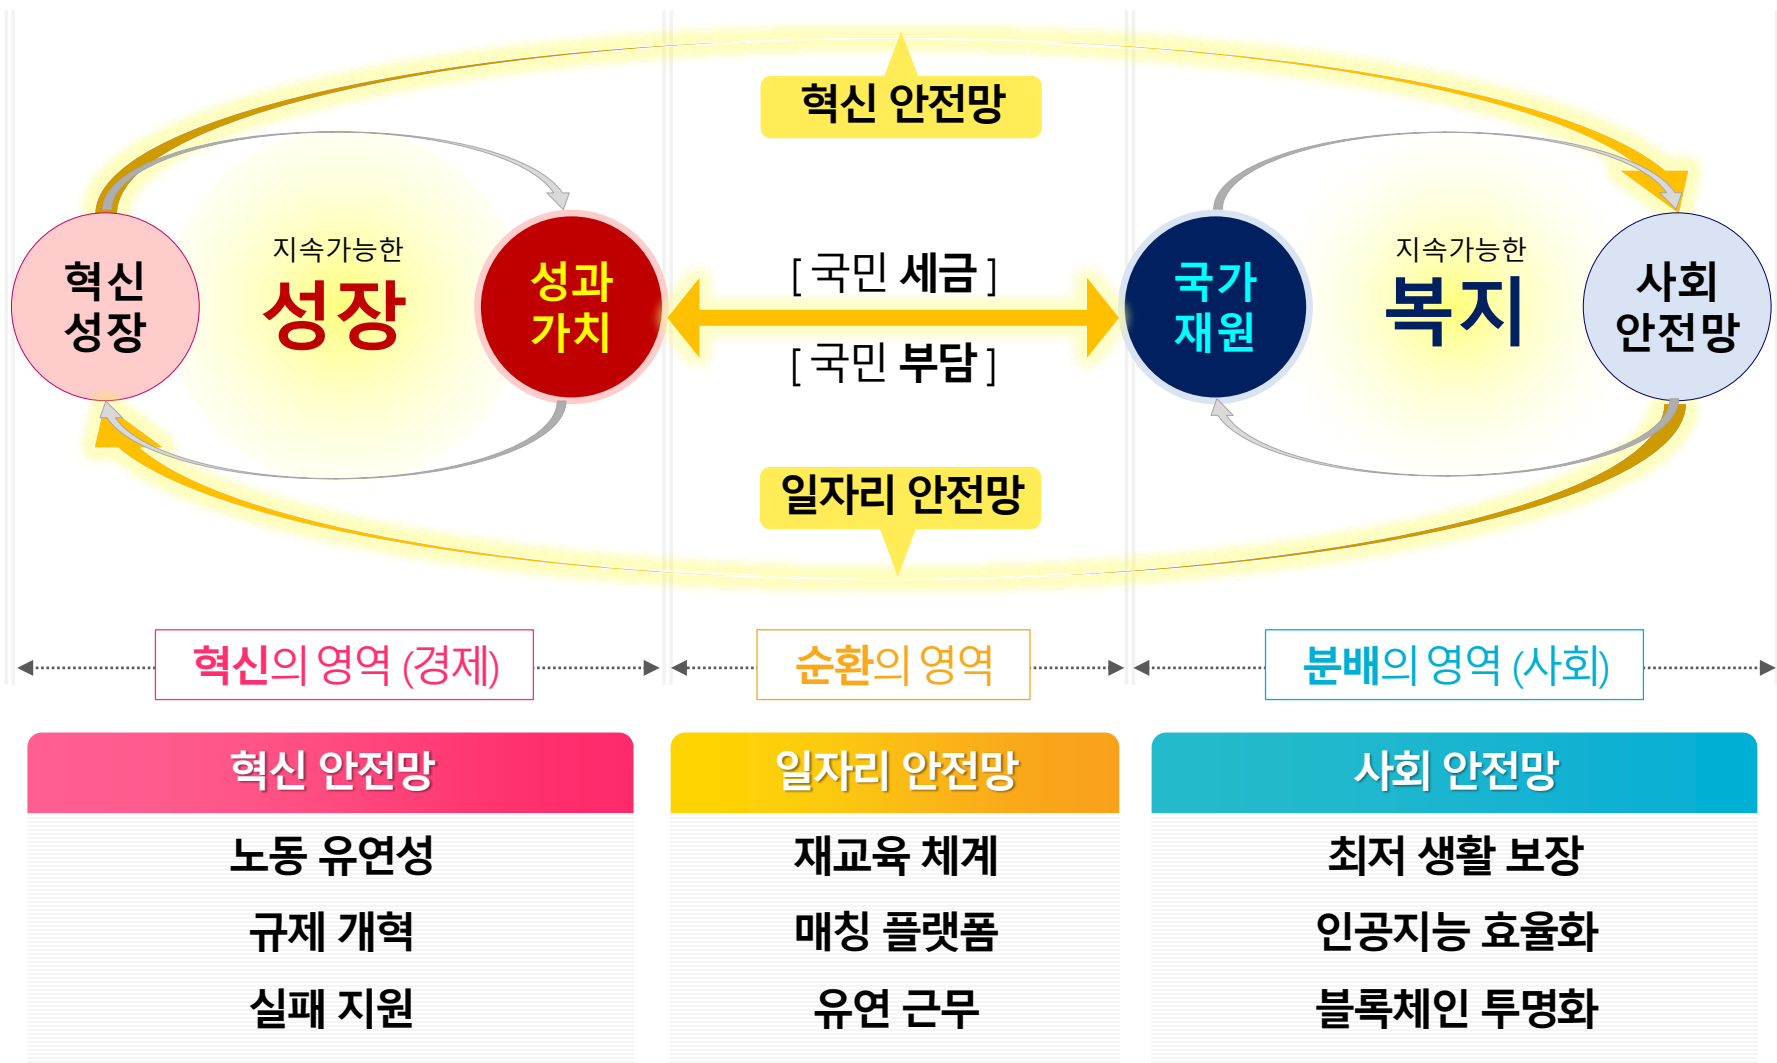 혁신 안전망
혁신
성장
지속가능한
성장
성과
가치
[ 국민 세금 ]
[ 국민 부담 ]
국가
재원
지속가능한
복지
사회
안전망
일자리 안전망
혁신의 영역 (경제)
순환의 영역
분배의 영역 (사회)
혁신 안전망
노동 유연성
규제 개혁
실패 지원
일자리 안전망
재교육 체계
매칭 플랫폼
유연 근무
사회 안전망
최저 생활 보장
인공지능 효율화
블록체인 투명화